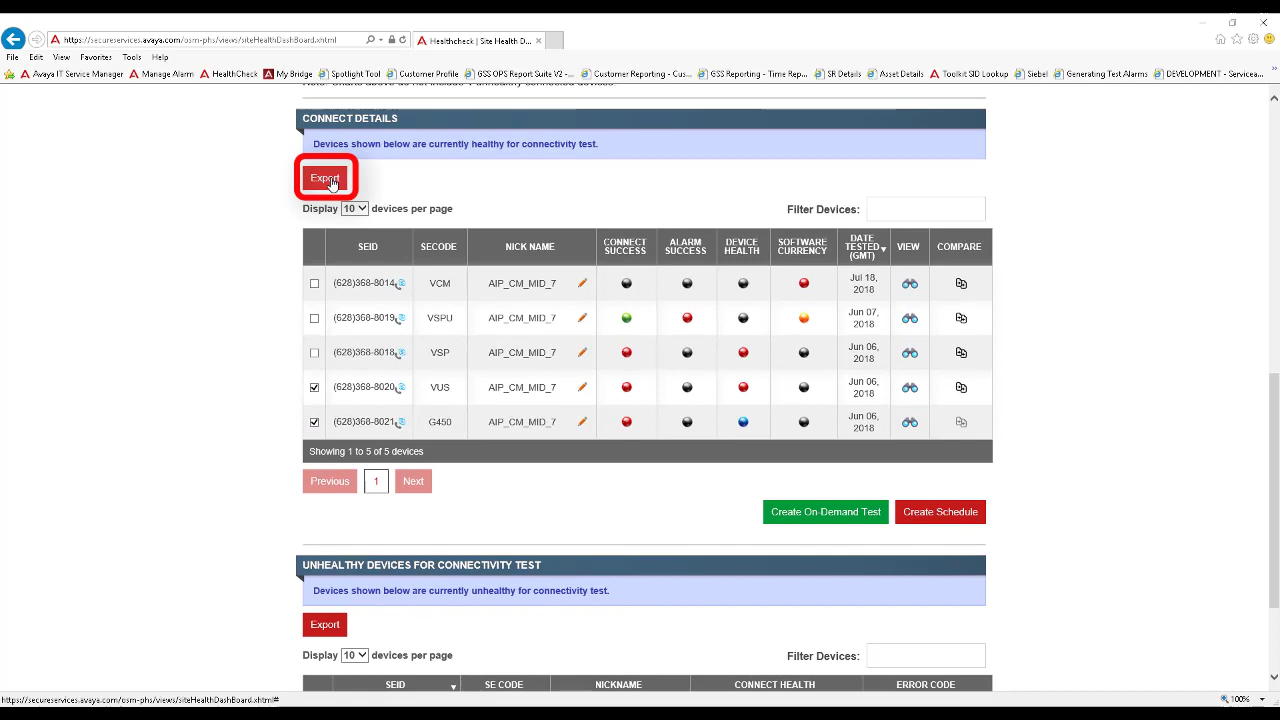 https://secureservices.avaya.com/osm-phs/views/siteHealthDashBoard.xhtml
Healthcheck | Site Health D...
File Edit View Favorites Tools Help
Avaya IT Service Manager Manage Alarm HealthCheck My Bridge Spotlight Tool Customer Profile GSS OPS Report Suite V2 -... Customer Reporting - Cus... GSS Reporting - Time Rep... SR Details Asset Details Toolkit SID Lookup Siebel Generating Test Alarms DEVELOPMENT - Servicea...
CONNECT DETAILS
Devices shown below are currently healthy for connectivity test.
Export
Display 10 devices per page Filter Devices:
SEID SECODE NICK NAME CONNECT SUCCESS ALARM SUCCESS DEVICE HEALTH SOFTWARE CURRENCY DATE TESTED (GMT) VIEW COMPARE
(628)368-8014 VCM AIP_CM_MID_7 Jul 18, 2018
(628)368-8019 VSPU AIP_CM_MID_7 Jun 07, 2018
(628)368-8018 VSP AIP_CM_MID_7 Jun 06, 2018
(628)368-8020 VUS AIP_CM_MID_7 Jun 06, 2018
(628)368-8021 G450 AIP_CM_MID_7 Jun 06, 2018
Showing 1 to 5 of 5 devices
Previous 1 Next
Create On-Demand Test Create Schedule
UNHEALTHY DEVICES FOR CONNECTIVITY TEST
Devices shown below are currently unhealthy for connectivity test.
Export
Display 10 devices per page Filter Devices:
SEID SE CODE NICKNAME CONNECT HEALTH ERROR CODE
https://secureservices.avaya.com/osm-phs/views/siteHealthDashBoard.xhtml#
100%